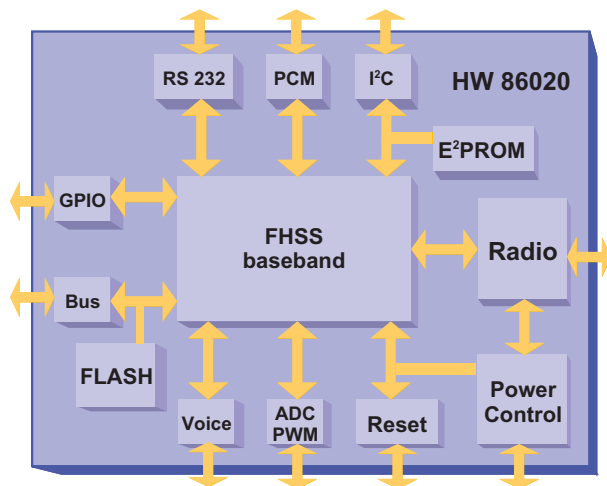 RS 232
PCM
I²C
HW 86020
E²PROM
GPIO
FHSS
baseband
Radio
Bus
FLASH
Voice
ADC
PWM
Reset
Power
Control